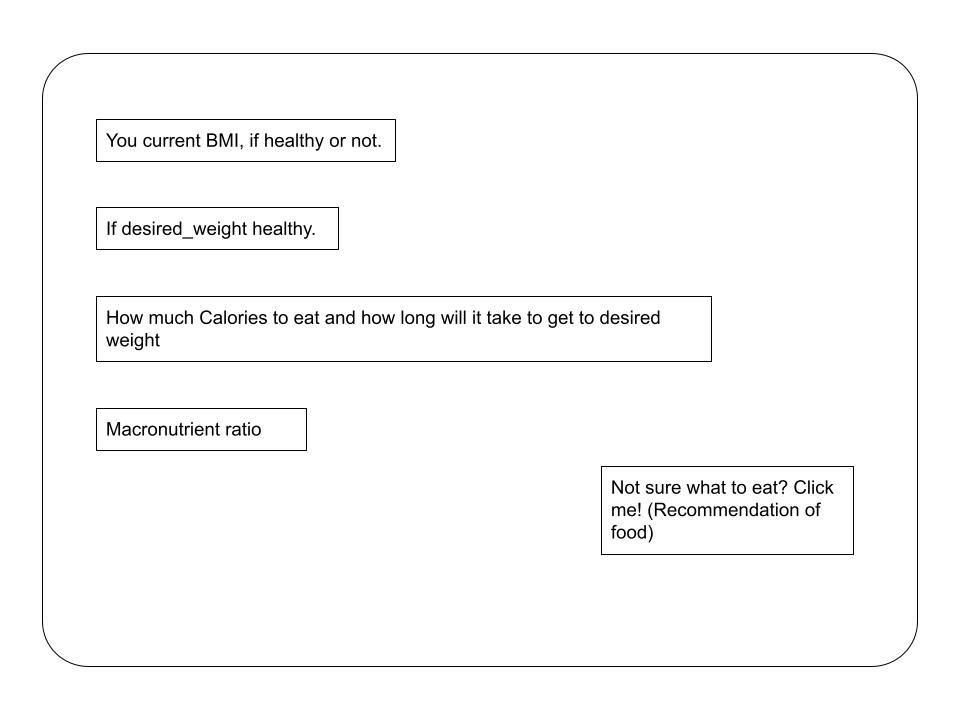 You current BMI, if healthy or not.
If desired_weight healthy.
How much Calories to eat and how long will it take to get to desired
weight
Macronutrient ratio
Not sure what to eat? Click
me! (Recommendation of
food)